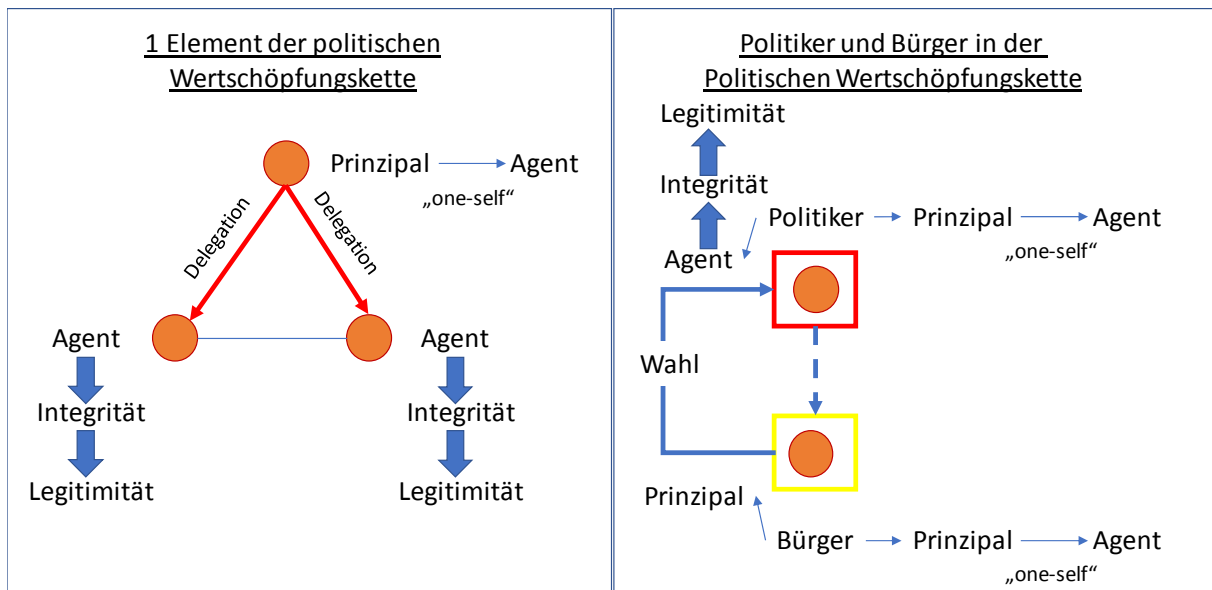 1 Element der politischen
Wertschöpfungskette
Prinzipal
Agent
„one-self“
Delegation
Delegation
Agent
Agent
Integrität
Integrität
Legitimität
Legitimität
Politiker und Bürger in der
Politischen Wertschöpfungskette
Legitimität
Integrität
Politiker
Prinzipal
Agent
„one-self“
Agent
Wahl
Prinzipal
Bürger
Prinzipal
Agent
„one-self“